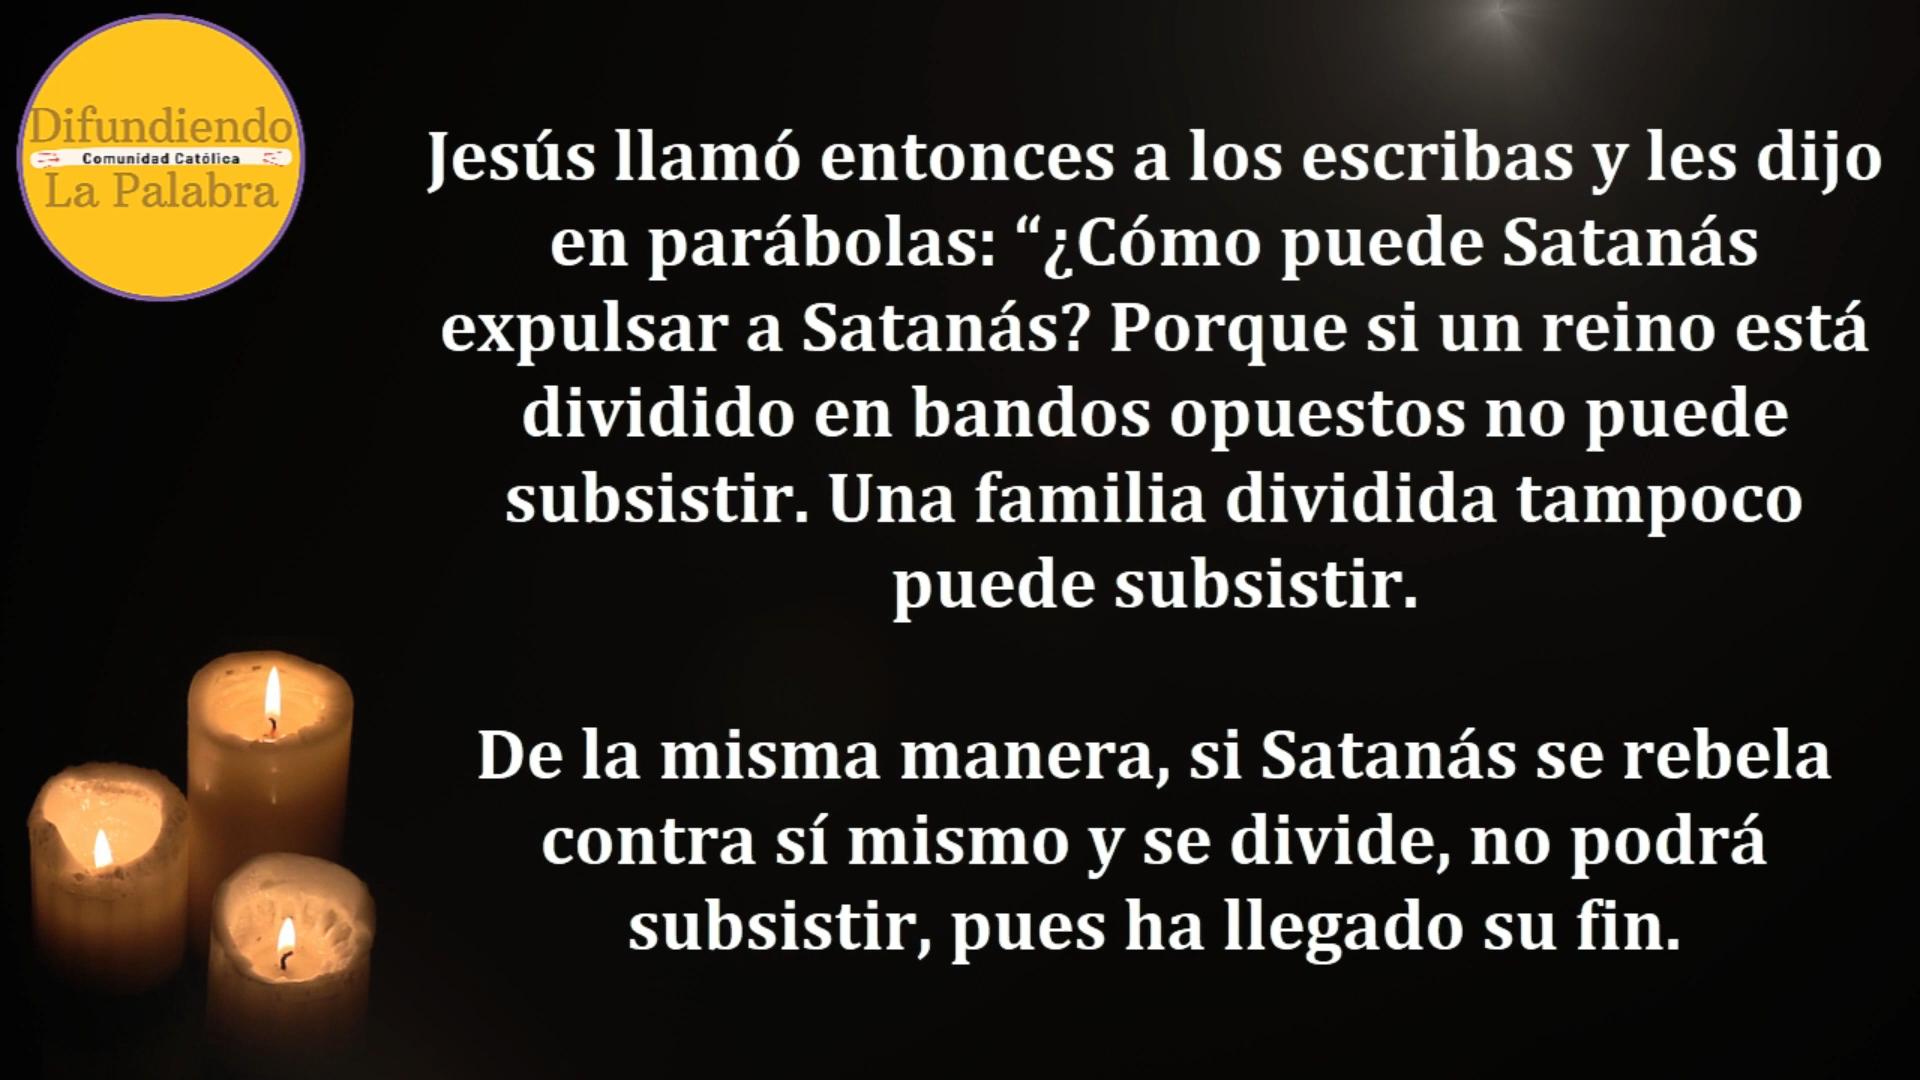 Difundiendo
Comunidad Católica
La Palabra
Jesús llamó entonces a los escribas y les dijo
en parábolas: “¿Cómo puede Satanás
expulsar a Satanás? Porque si un reino está
dividido en bandos opuestos no puede
subsistir. Una familia dividida tampoco
puede subsistir.
De la misma manera, si Satanás se rebela
contra sí mismo y se divide, no podrá
subsistir, pues ha llegado su fin.